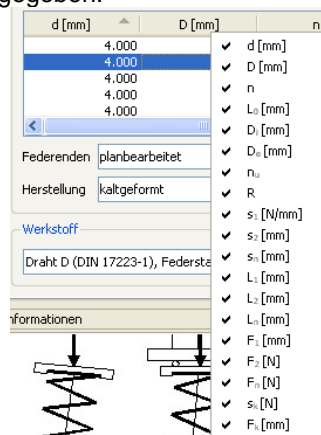 gegeben.
d [mm] D [mm] n
4.000
4.000
4.000
4.000
4.000
Federenden planbearbeitet
Herstellung kaltgeformt
Werkstoff
Draht D (DIN 17223-1), Federsta
nformationen
d [mm]
D [mm]
n
L₀ [mm]
Dᵢ [mm]
Dₑ [mm]
nᵤ
R
s₁ [N/mm]
s₂ [mm]
sₙ [mm]
L₁ [mm]
L₂ [mm]
Lₙ [mm]
F₁ [mm]
F₂ [N]
Fₙ [N]
sₖ [N]
Fₖ [mm]